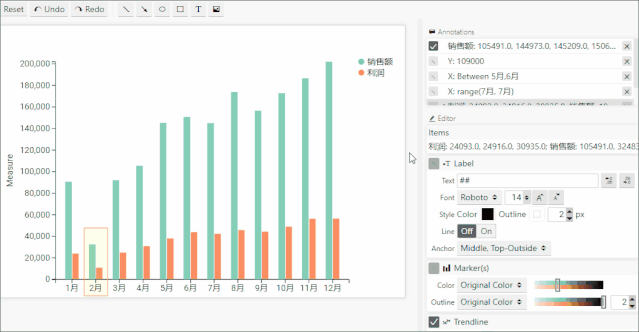 Reset Undo Redo T
Annotations
销售额: 105491.0, 144973.0, 145209.0, 1506...
Y: 109000
X: Between 5月,6月
X: range(7月, 7月)
Editor
Items
利润: 24093.0, 24916.0, 30935.0; 销售额: 105491.0, 32483
Label
Text ##
Font Roboto 14 A A
Style Color Outline 2 px
Line Off On
Anchor Middle, Top-Outside
Marker(s)
Color Original Color
Outline Original Color 2
Trendline
销售额
利润
Measure
200,000
180,000
160,000
140,000
120,000
100,000
80,000
60,000
40,000
20,000
0
1月 2月 3月 4月 5月 6月 7月 8月 9月 10月 11月 12月